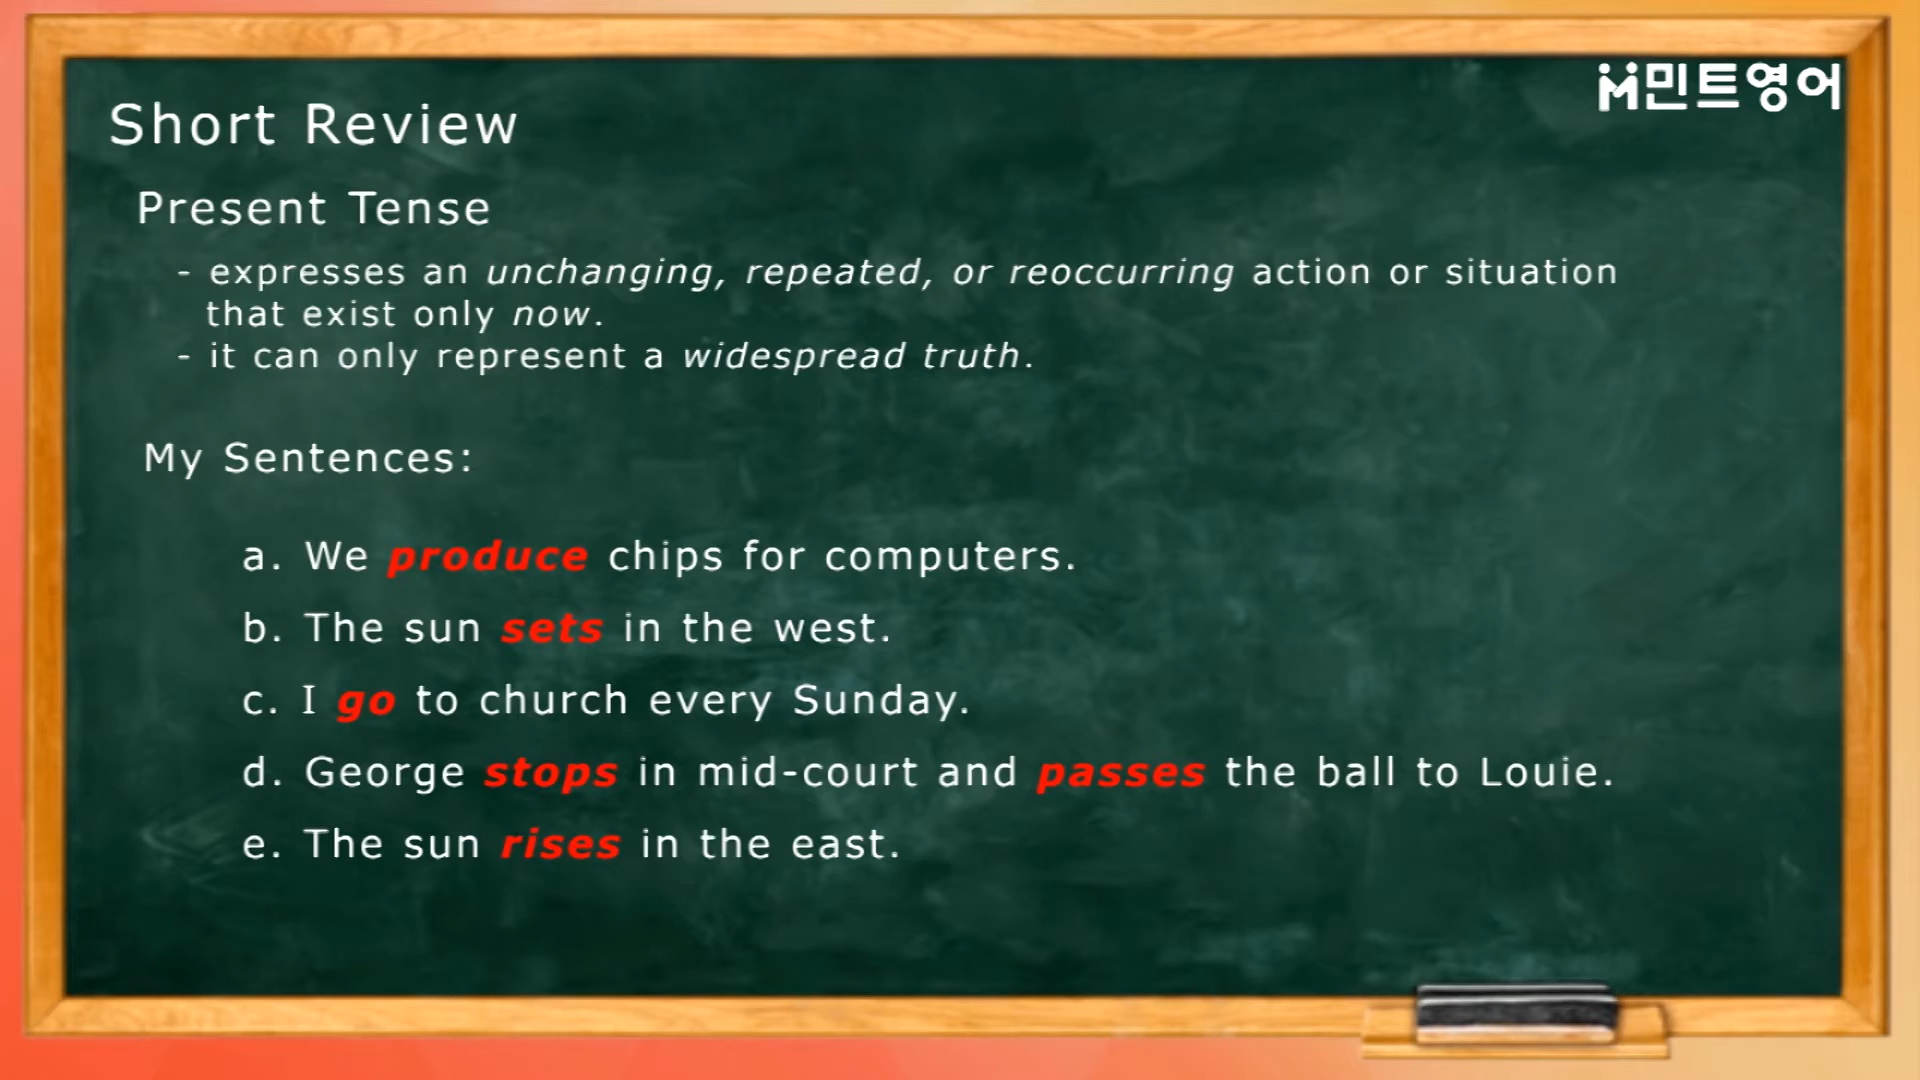 민트영어
Short Review
Present Tense
- expresses an unchanging, repeated, or reoccurring action or situation
that exist only now.
- it can only represent a widespread truth.
My Sentences:
a. We produce chips for computers.
b. The sun sets in the west.
c. I go to church every Sunday.
d. George stops in mid-court and passes the ball to Louie.
e. The sun rises in the east.